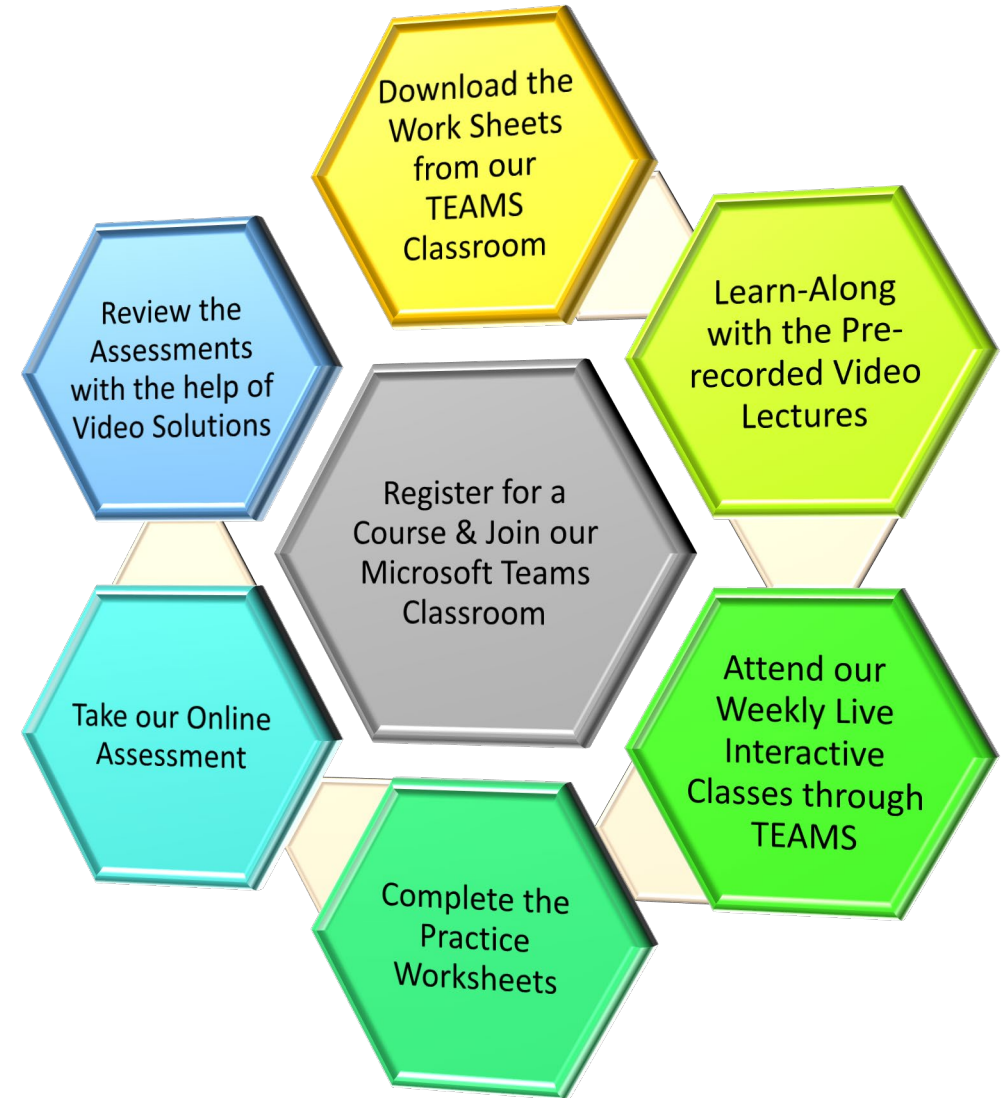 Download the
Work Sheets
from our
TEAMS
Classroom
Learn-Along
with the Pre-
recorded Video
Lectures
Attend our
Weekly Live
Interactive
Classes through
TEAMS
Complete the
Practice
Worksheets
Take our Online
Assessment
Review the
Assessments
with the help of
Video Solutions
Register for a
Course & Join our
Microsoft Teams
Classroom